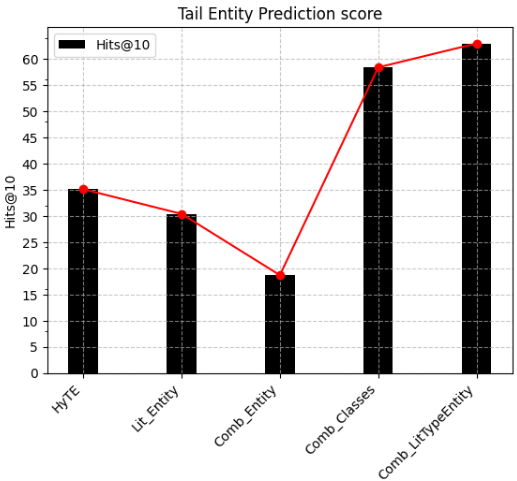 Tail Entity Prediction score
Hits@10
Hits@10
60
55
50
45
40
35
30
25
20
15
10
5
0
HyTE
Lit_Entity
Comb_Entity
Comb_Classes
Comb_LitTypeEntity